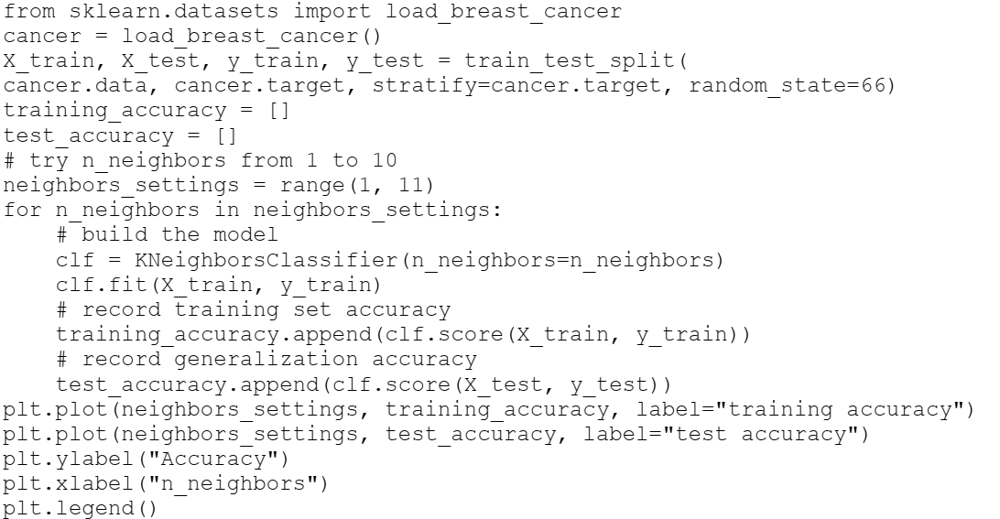 from sklearn.datasets import load_breast_cancer
cancer = load_breast_cancer()
X_train, X_test, y_train, y_test = train_test_split(
cancer.data, cancer.target, stratify=cancer.target, random_state=66)
training_accuracy = []
test_accuracy = []
# try n_neighbors from 1 to 10
neighbors_settings = range(1, 11)
for n_neighbors in neighbors_settings:
    # build the model
    clf = KNeighborsClassifier(n_neighbors=n_neighbors)
    clf.fit(X_train, y_train)
    # record training set accuracy
    training_accuracy.append(clf.score(X_train, y_train))
    # record generalization accuracy
    test_accuracy.append(clf.score(X_test, y_test))
plt.plot(neighbors_settings, training_accuracy, label="training accuracy")
plt.plot(neighbors_settings, test_accuracy, label="test accuracy")
plt.ylabel("Accuracy")
plt.xlabel("n_neighbors")
plt.legend()